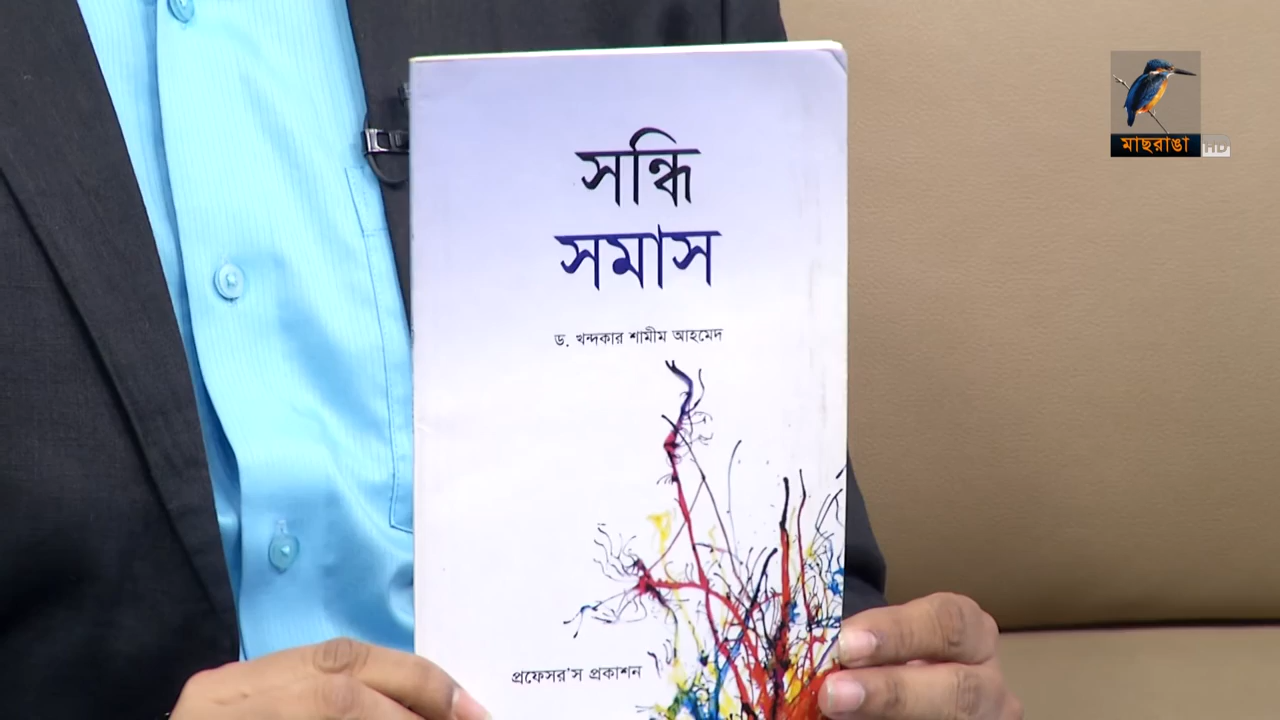 সন্ধি
সমাস
ড. খন্দকার শামীম আহমেদ
প্রফেসর'স প্রকাশন
মাছরাঙা HD